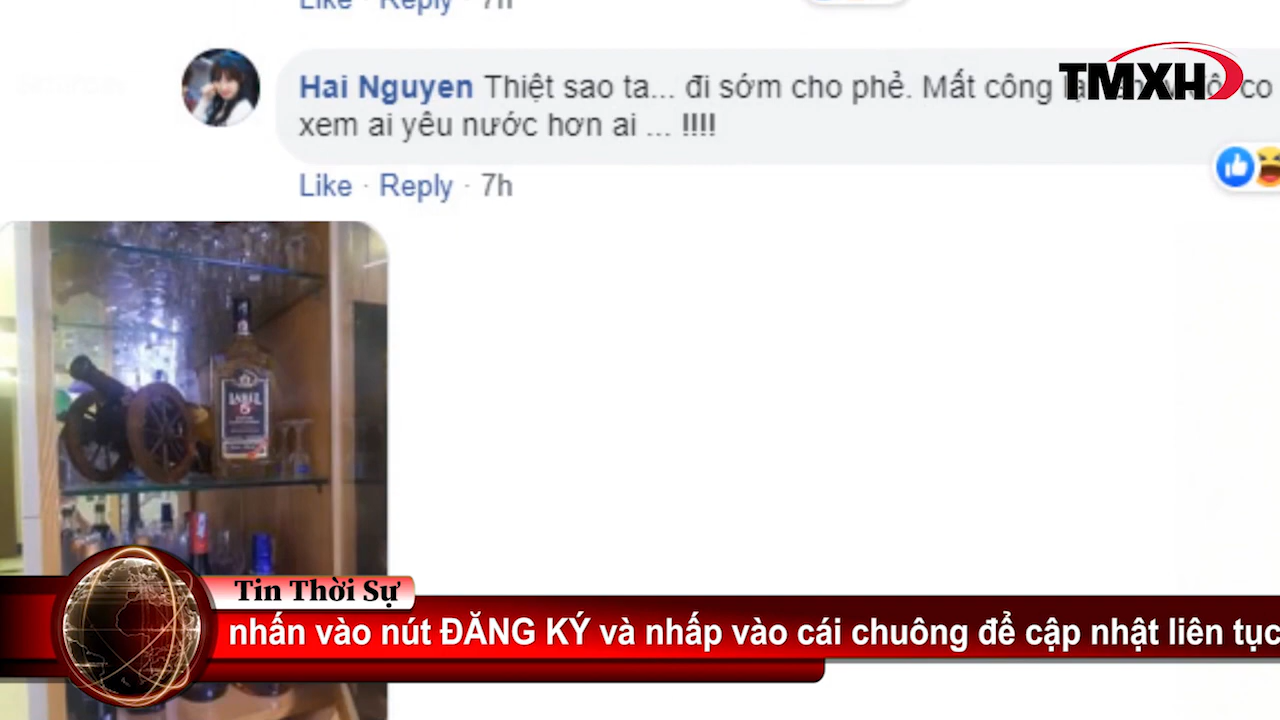 Like · Reply · 7h
TMXH
Hai Nguyen Thiệt sao ta... đi sớm cho phẻ. Mất công co
xem ai yêu nước hơn ai ... !!!!
Like · Reply · 7h
LABEL
5
Tin Thời Sự
nhấn vào nút ĐĂNG KÝ và nhấp vào cái chuông để cập nhật liên tục